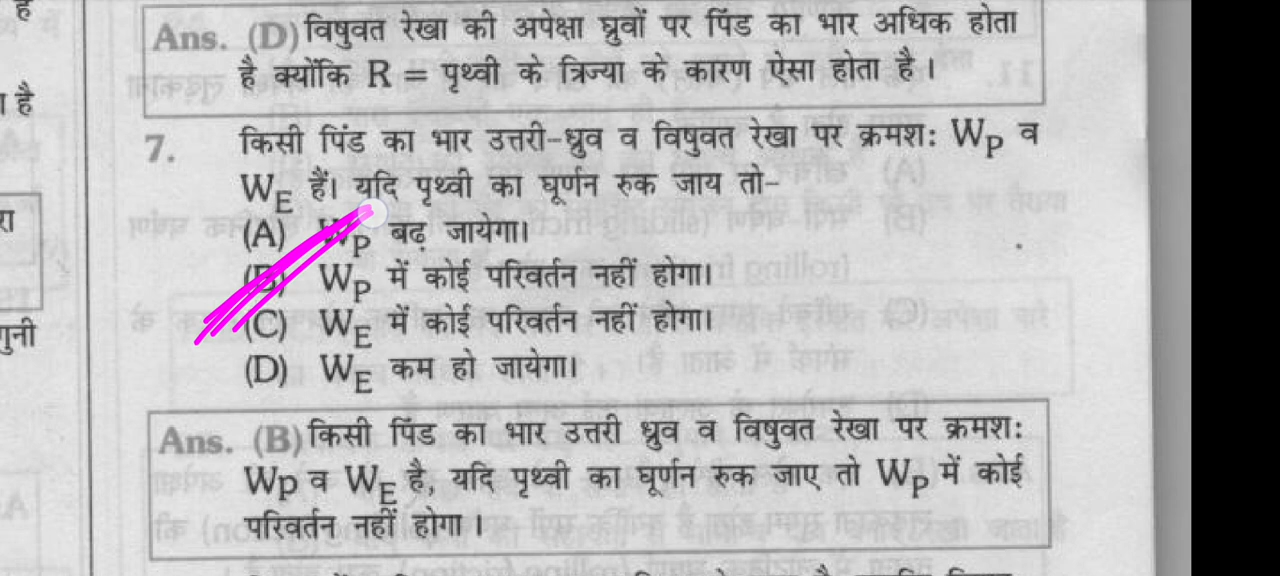 है
Ans. (D) विषुवत रेखा की अपेक्षा ध्रुवों पर पिंड का भार अधिक होता
है क्योंकि R = पृथ्वी के त्रिज्या के कारण ऐसा होता है।
है
7. किसी पिंड का भार उत्तरी-ध्रुव व विषुवत रेखा पर क्रमश: WP व
WE हैं। यदि पृथ्वी का घूर्णन रुक जाय तो-
(A) WP बढ़ जायेगा।
(B) WP में कोई परिवर्तन नहीं होगा।
(C) WE में कोई परिवर्तन नहीं होगा।
गुनी
(D) WE कम हो जायेगा।
Ans. (B) किसी पिंड का भार उत्तरी ध्रुव व विषुवत रेखा पर क्रमश:
WP व WE है, यदि पृथ्वी का घूर्णन रुक जाए तो WP में कोई
परिवर्तन नहीं होगा।